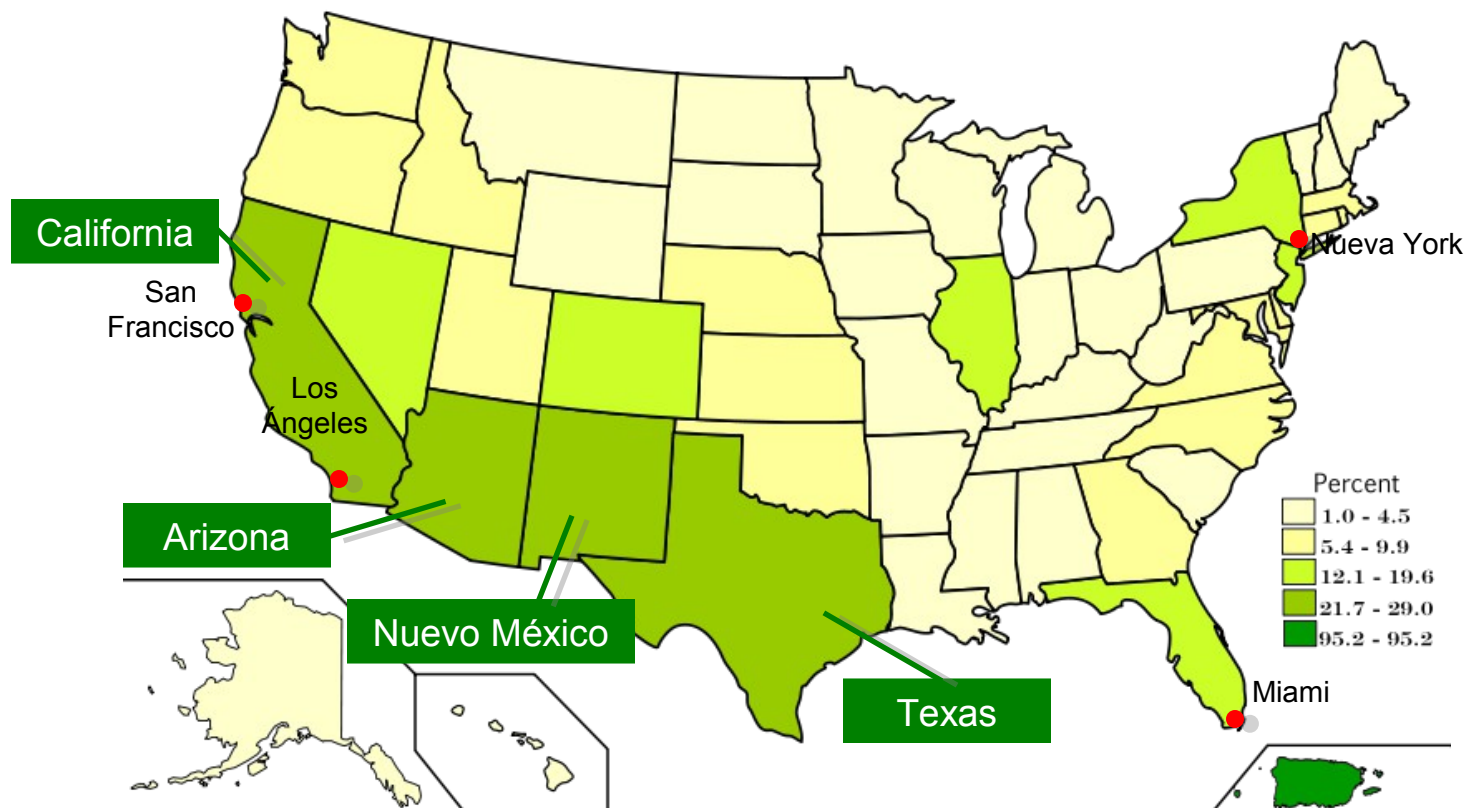 California
San
Francisco
Los
Ángeles
Arizona
Nuevo México
Texas
Miami
Nueva York
Percent
1.0 - 4.5
5.4 - 9.9
12.1 - 19.6
21.7 - 29.0
95.2 - 95.2